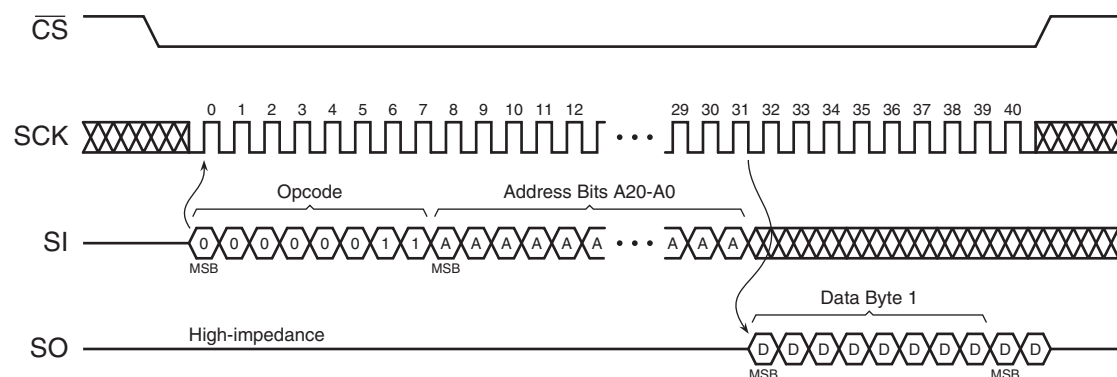 CS
0 1 2 3 4 5 6 7 8 9 10 11 12 29 30 31 32 33 34 35 36 37 38 39 40
SCK
Opcode Address Bits A20-A0
SI 0 0 0 0 0 0 1 1 A A A A A A A A A
MSB MSB
Data Byte 1
High-impedance
SO D D D D D D D D D D
MSB MSB